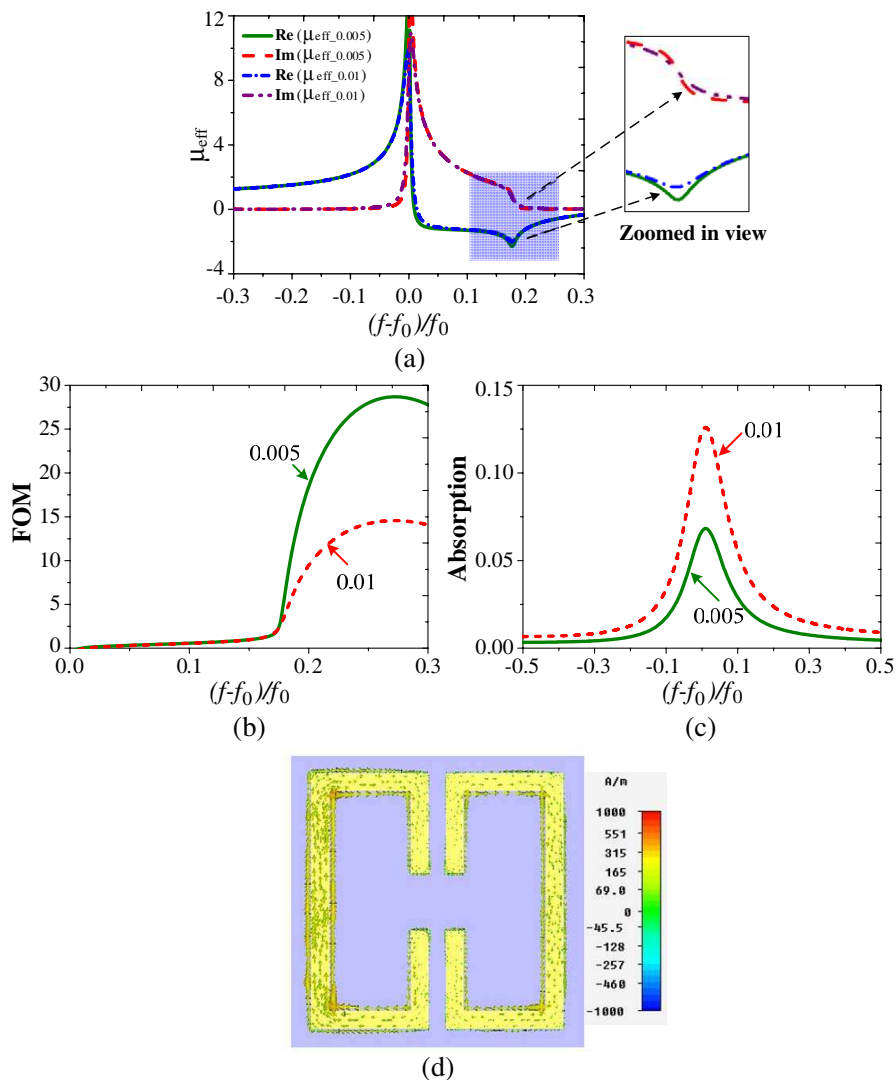 12
8
4
0
-4
μeff
Re (μeff_0.005)
Im (μeff_0.005)
Re (μeff_0.01)
Im (μeff_0.01)
-0.3 -0.2 -0.1 0.0 0.1 0.2 0.3
(f-f0)/f0
Zoomed in view
(a)
30
25
20
15
10
5
0
FOM
0.005
0.01
0.0 0.2 0.3
(f-f0)/f0
(b)
0.15
0.10
0.05
0.00
Absorption
0.01
0.005
-0.5 -0.3 -0.1 0.1 0.3 0.5
(f-f0)/f0
(c)
A/m
1000
551
315
165
69.0
0
-45.5
-128
-257
-460
-1000
(d)